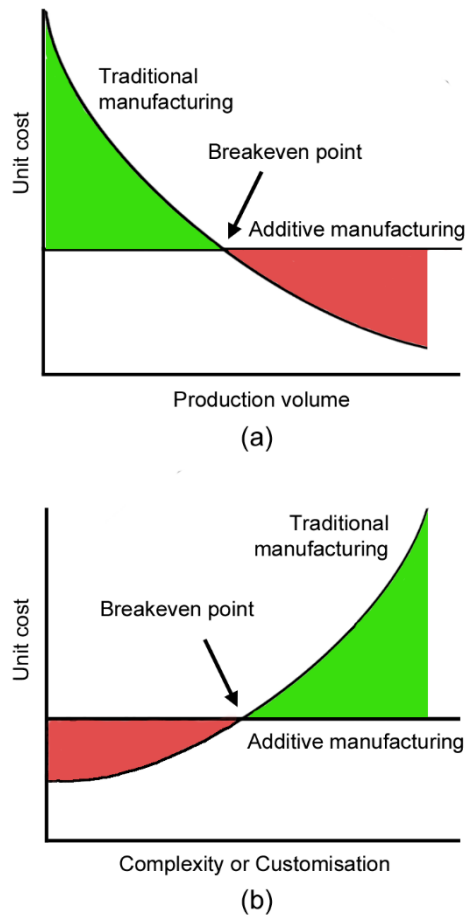 Traditional
manufacturing
Breakeven point
Additive manufacturing
Unit cost
Production volume
(a)
Traditional
manufacturing
Breakeven point
Additive manufacturing
Unit cost
Complexity or Customisation
(b)